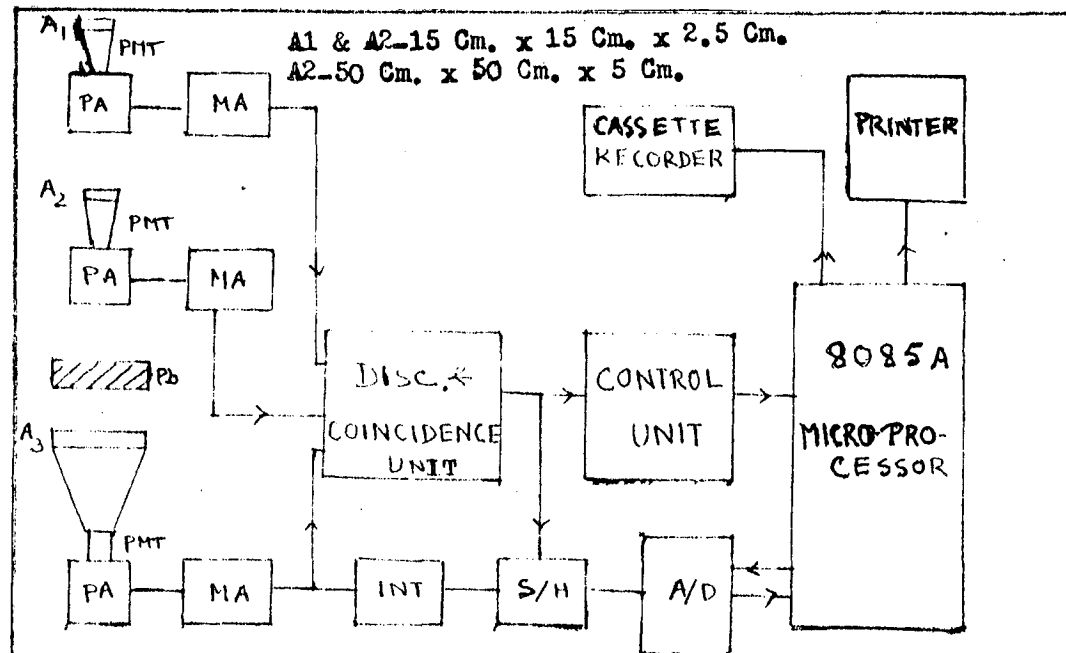 A1 & A2-15 Cm. x 15 Cm. x 2.5 Cm.
A2-50 Cm. x 50 Cm. x 5 Cm.
A1
PMT
PA
MA
CASSETTE
RECORDER
PRINTER
A2
PMT
PA
MA
Pb
DISC. &
COINCIDENCE
UNIT
CONTROL
UNIT
8085A
MICRO-PRO-
CESSOR
A3
PMT
PA
MA
INT
S/H
A/D